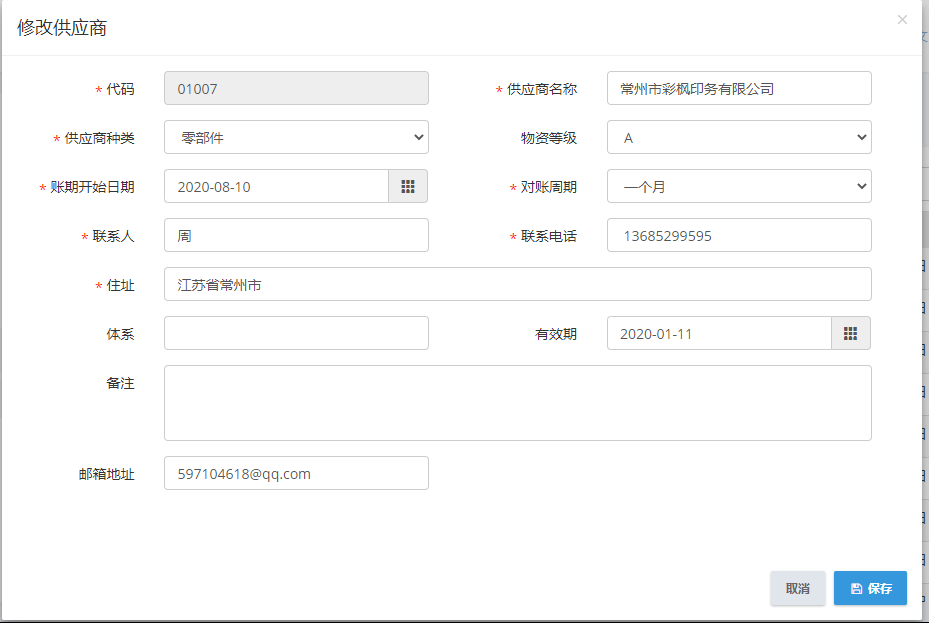 修改供应商
×
* 代码 01007 * 供应商名称 常州市彩枫印务有限公司
* 供应商种类 零部件 物资等级 A
* 账期开始日期 2020-08-10 * 对账周期 一个月
* 联系人 周 * 联系电话 13685299595
* 住址 江苏省常州市
体系 有效期 2020-01-11
备注
邮箱地址 597104618@qq.com
取消 保存